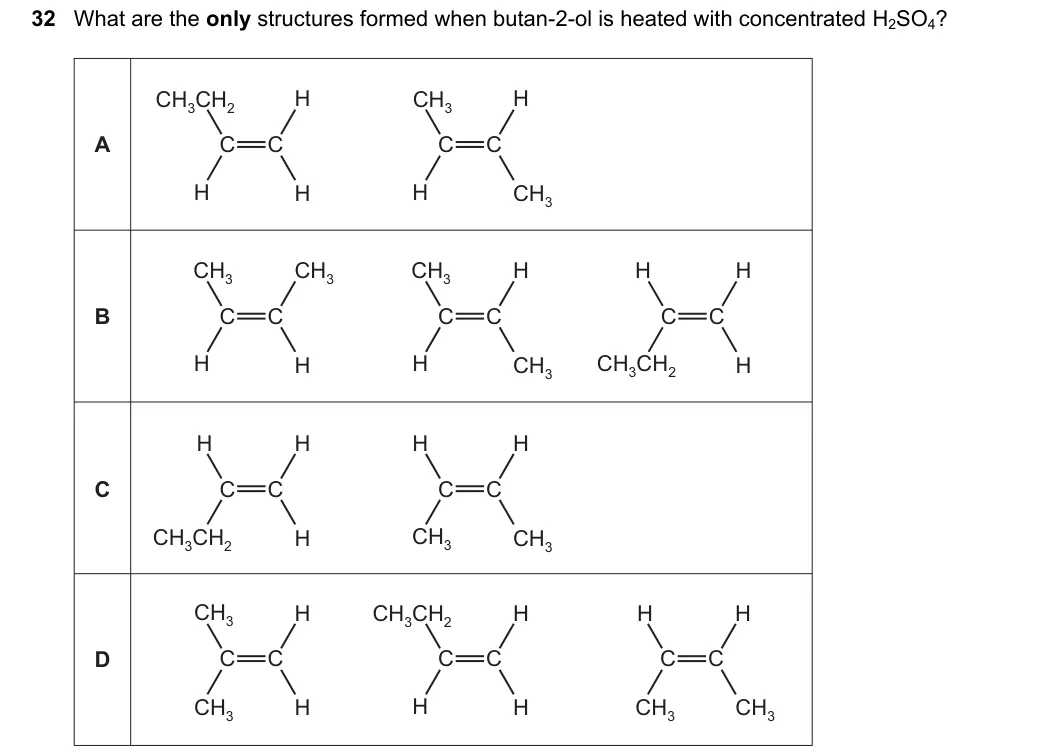 32 What are the only structures formed when butan-2-ol is heated with concentrated H₂SO₄?
A
CH₃CH₂ H CH₃ H
C=C C=C
H H H CH₃
B
CH₃ CH₃ CH₃ H H H
C=C C=C C=C
H H H CH₃ CH₃CH₂ H
C
H H H H
C=C C=C
CH₃CH₂ H CH₃ CH₃
D
CH₃ H CH₃CH₂ H H H
C=C C=C C=C
CH₃ H H H CH₃ CH₃